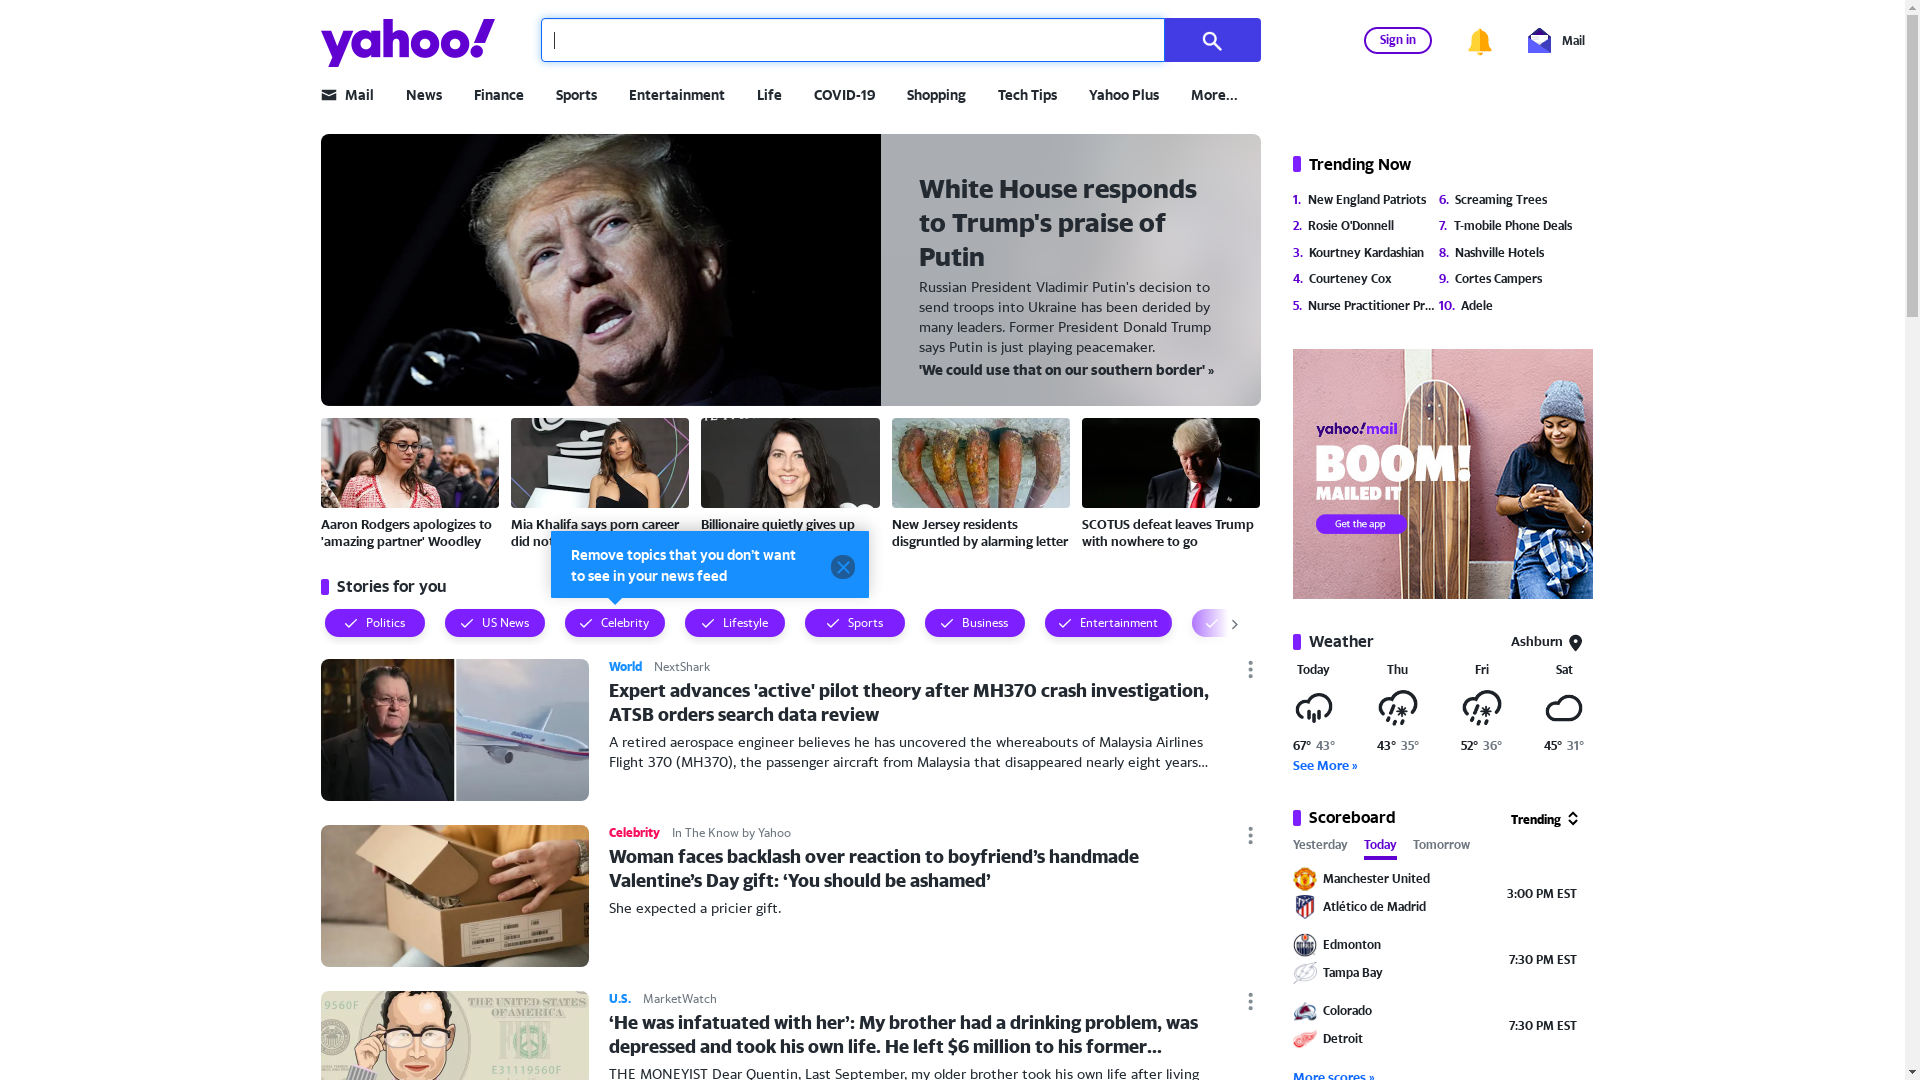 yahoo!
Sign in
Mail
Mail
News
Finance
Sports
Entertainment
Life
COVID-19
Shopping
Tech Tips
Yahoo Plus
More...
White House responds
to Trump's praise of
Putin
Russian President Vladimir Putin's decision to
send troops into Ukraine has been derided by
many leaders. Former President Donald Trump
says Putin is just playing peacemaker.
'We could use that on our southern border' »
Aaron Rodgers apologizes to
'amazing partner' Woodley
Mia Khalifa says porn career
did not
Billionaire quietly gives up
New Jersey residents
disgruntled by alarming letter
SCOTUS defeat leaves Trump
with nowhere to go
Remove topics that you don't want
to see in your news feed
Stories for you
Politics
US News
Celebrity
Lifestyle
Sports
Business
Entertainment
World NextShark
Expert advances 'active' pilot theory after MH370 crash investigation,
ATSB orders search data review
A retired aerospace engineer believes he has uncovered the whereabouts of Malaysia Airlines
Flight 370 (MH370), the passenger aircraft from Malaysia that disappeared nearly eight years...
Celebrity In The Know by Yahoo
Woman faces backlash over reaction to boyfriend’s handmade
Valentine’s Day gift: ‘You should be ashamed’
She expected a pricier gift.
THE UNITED STATES
OF AMERICA
9560F
E31119560F
U.S. MarketWatch
‘He was infatuated with her’: My brother had a drinking problem, was
depressed and took his own life. He left $6 million to his former...
THE MONEYIST Dear Quentin, Last September, my older brother took his own life after living
Trending Now
1. New England Patriots
2. Rosie O'Donnell
3. Kourtney Kardashian
4. Courteney Cox
5. Nurse Practitioner Pr...
6. Screaming Trees
7. T-mobile Phone Deals
8. Nashville Hotels
9. Cortes Campers
10. Adele
yahoo!mail
BOOM!
MAILED IT
Get the app
Weather
Ashburn
Today Thu Fri Sat
67° 43° 43° 35° 52° 36° 45° 31°
See More »
Scoreboard
Trending
Yesterday Today Tomorrow
Manchester United
Atlético de Madrid
3:00 PM EST
Edmonton
Tampa Bay
7:30 PM EST
Colorado
Detroit
7:30 PM EST
More scores »